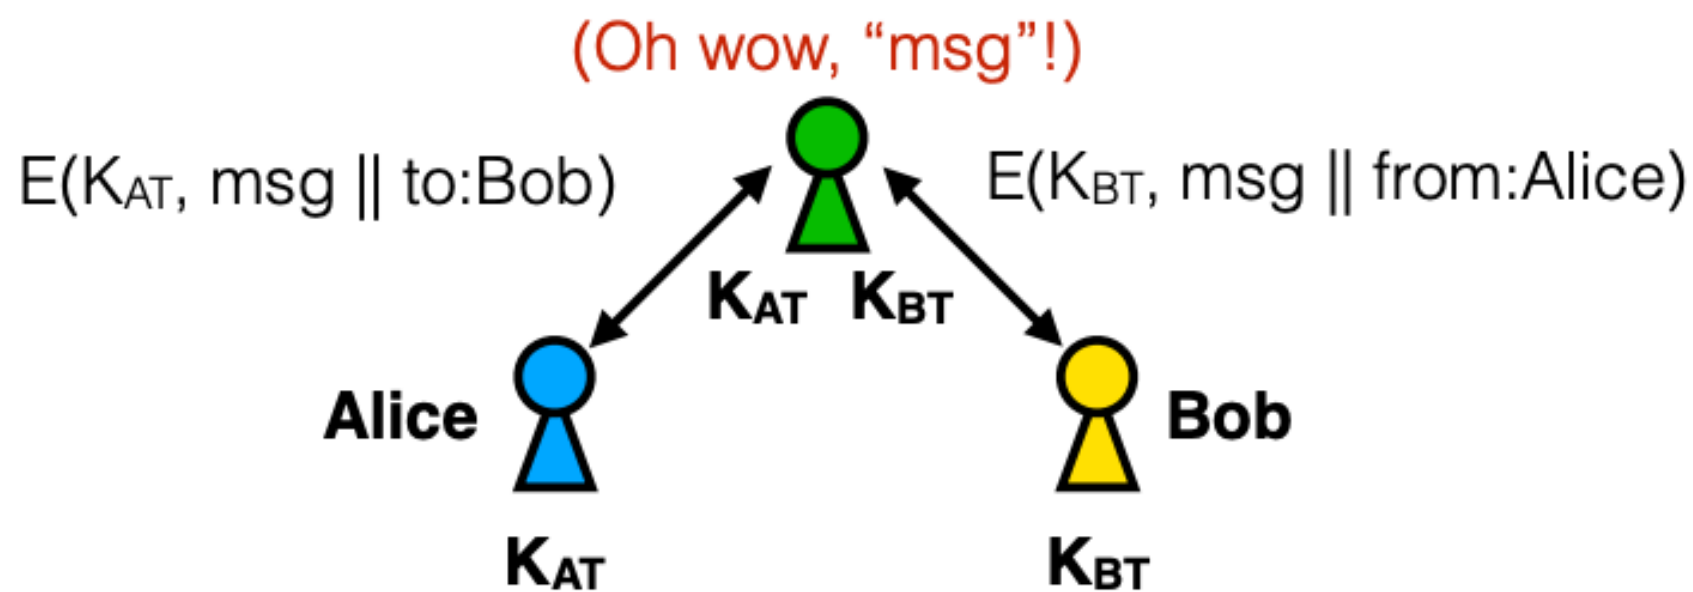 (Oh wow, “msg”!)
E(KAT, msg || to:Bob)
E(KBT, msg || from:Alice)
KAT
KBT
Alice
Bob
KAT
KBT